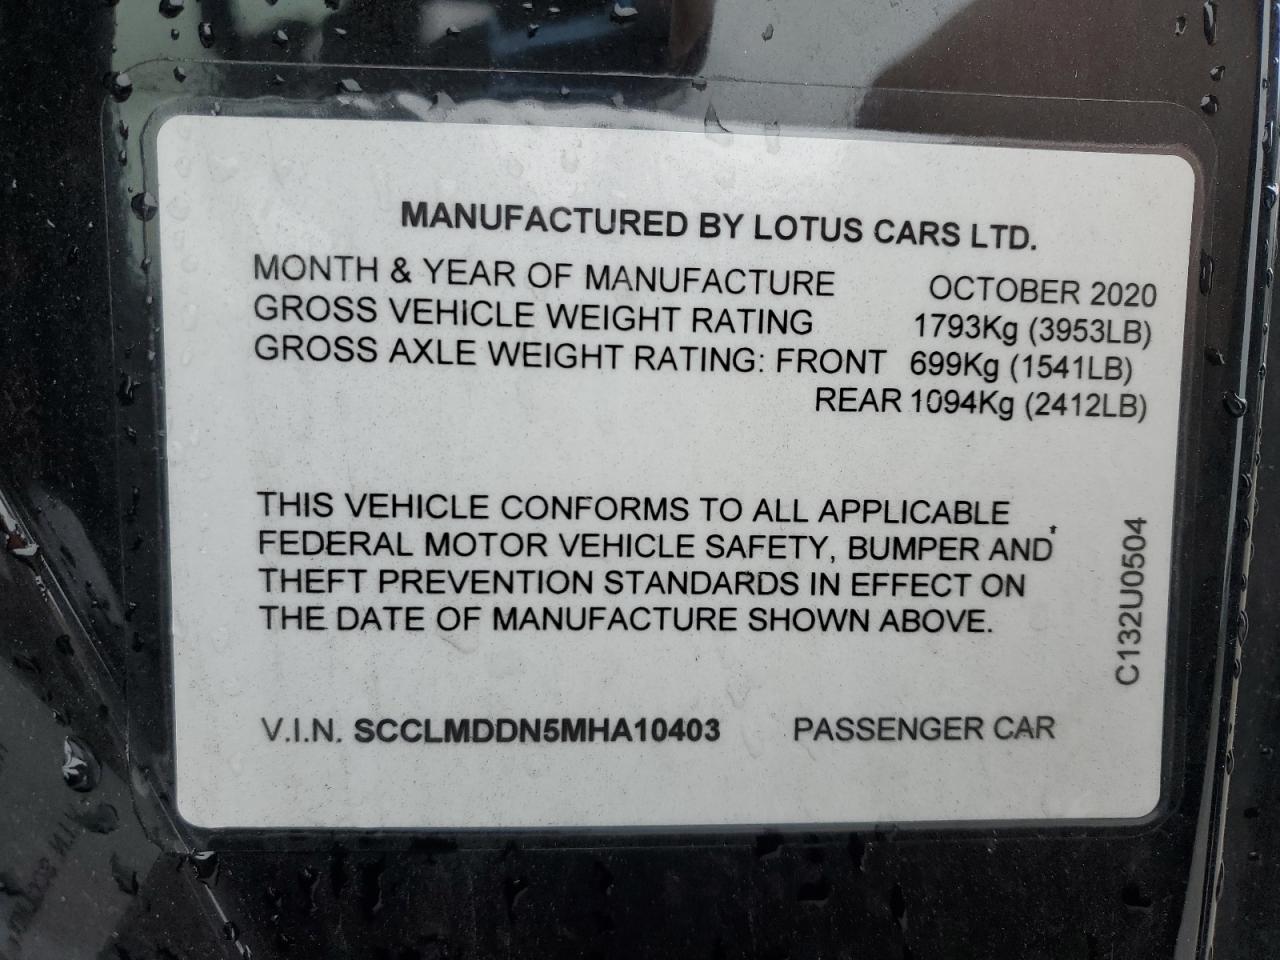 MANUFACTURED BY LOTUS CARS LTD.
MONTH & YEAR OF MANUFACTURE OCTOBER 2020
GROSS VEHICLE WEIGHT RATING 1793Kg (3953LB)
GROSS AXLE WEIGHT RATING: FRONT 699Kg (1541LB)
REAR 1094Kg (2412LB)
THIS VEHICLE CONFORMS TO ALL APPLICABLE
FEDERAL MOTOR VEHICLE SAFETY, BUMPER AND
THEFT PREVENTION STANDARDS IN EFFECT ON
THE DATE OF MANUFACTURE SHOWN ABOVE.
C132U0504
V.I.N. SCCLMDDN5MHA10403 PASSENGER CAR